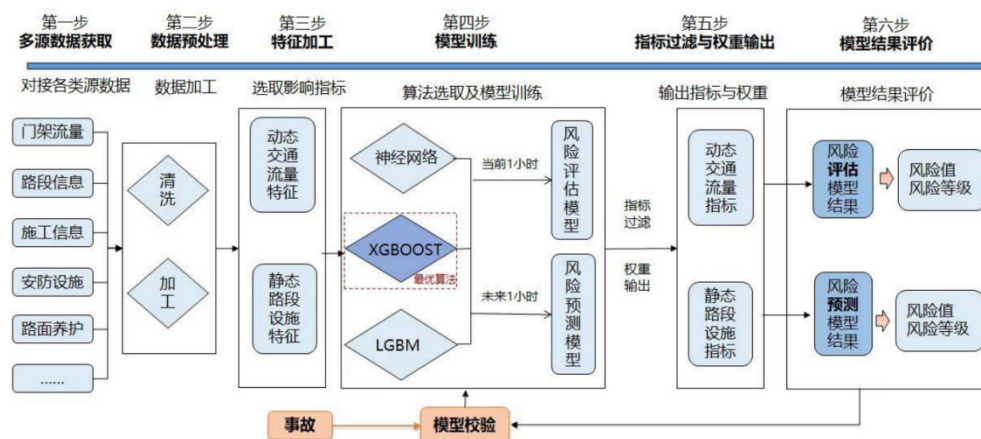 第一步
多源数据获取
第二步
数据预处理
第三步
特征加工
第四步
模型训练
第五步
指标过滤与权重输出
第六步
模型结果评价
对接各类源数据
数据加工
选取影响指标
算法选取及模型训练
输出指标与权重
模型结果评价
门架流量
路段信息
施工信息
安防设施
路面养护
......
清
洗
加
工
动态
交通
流量
特征
静态
路段
设施
特征
神经网络
XGBOOST
最优算法
LGBM
当前1小时
未来1小时
风
险
评
估
模
型
风
险
预
测
模
型
指标
过滤
权重
输出
动态
交通
流量
指标
静态
路段
设施
指标
风险
评估
模型
结果
风险值
风险等级
风险
预测
模型
结果
风险值
风险等级
事故
模型校验